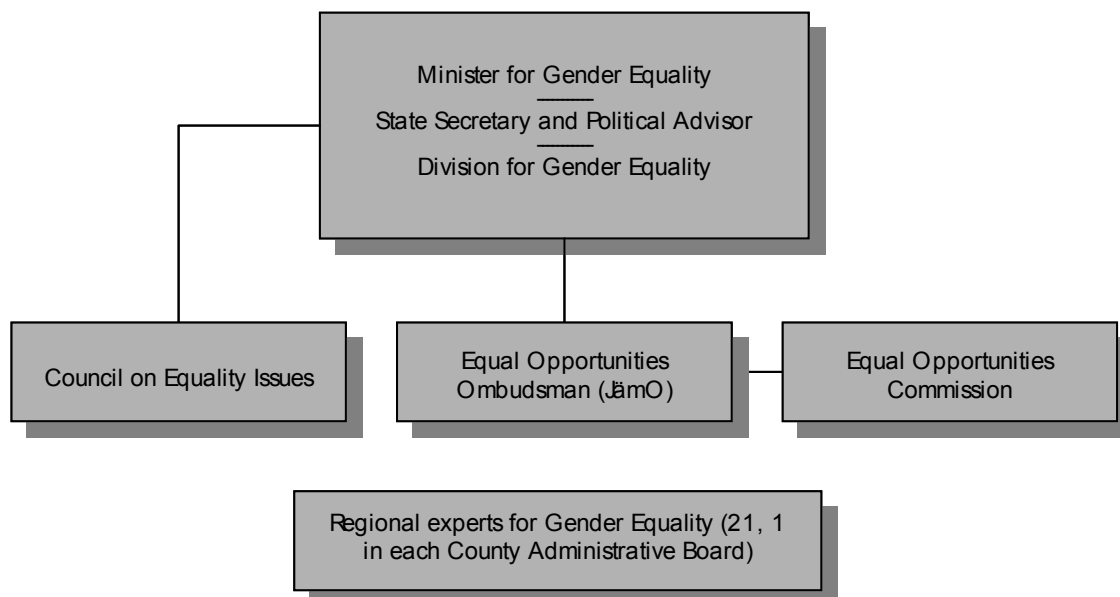 Minister for Gender Equality
State Secretary and Political Advisor
Division for Gender Equality
Council on Equality Issues
Equal Opportunities
Ombudsman (JämO)
Equal Opportunities
Commission
Regional experts for Gender Equality (21, 1
in each County Administrative Board)